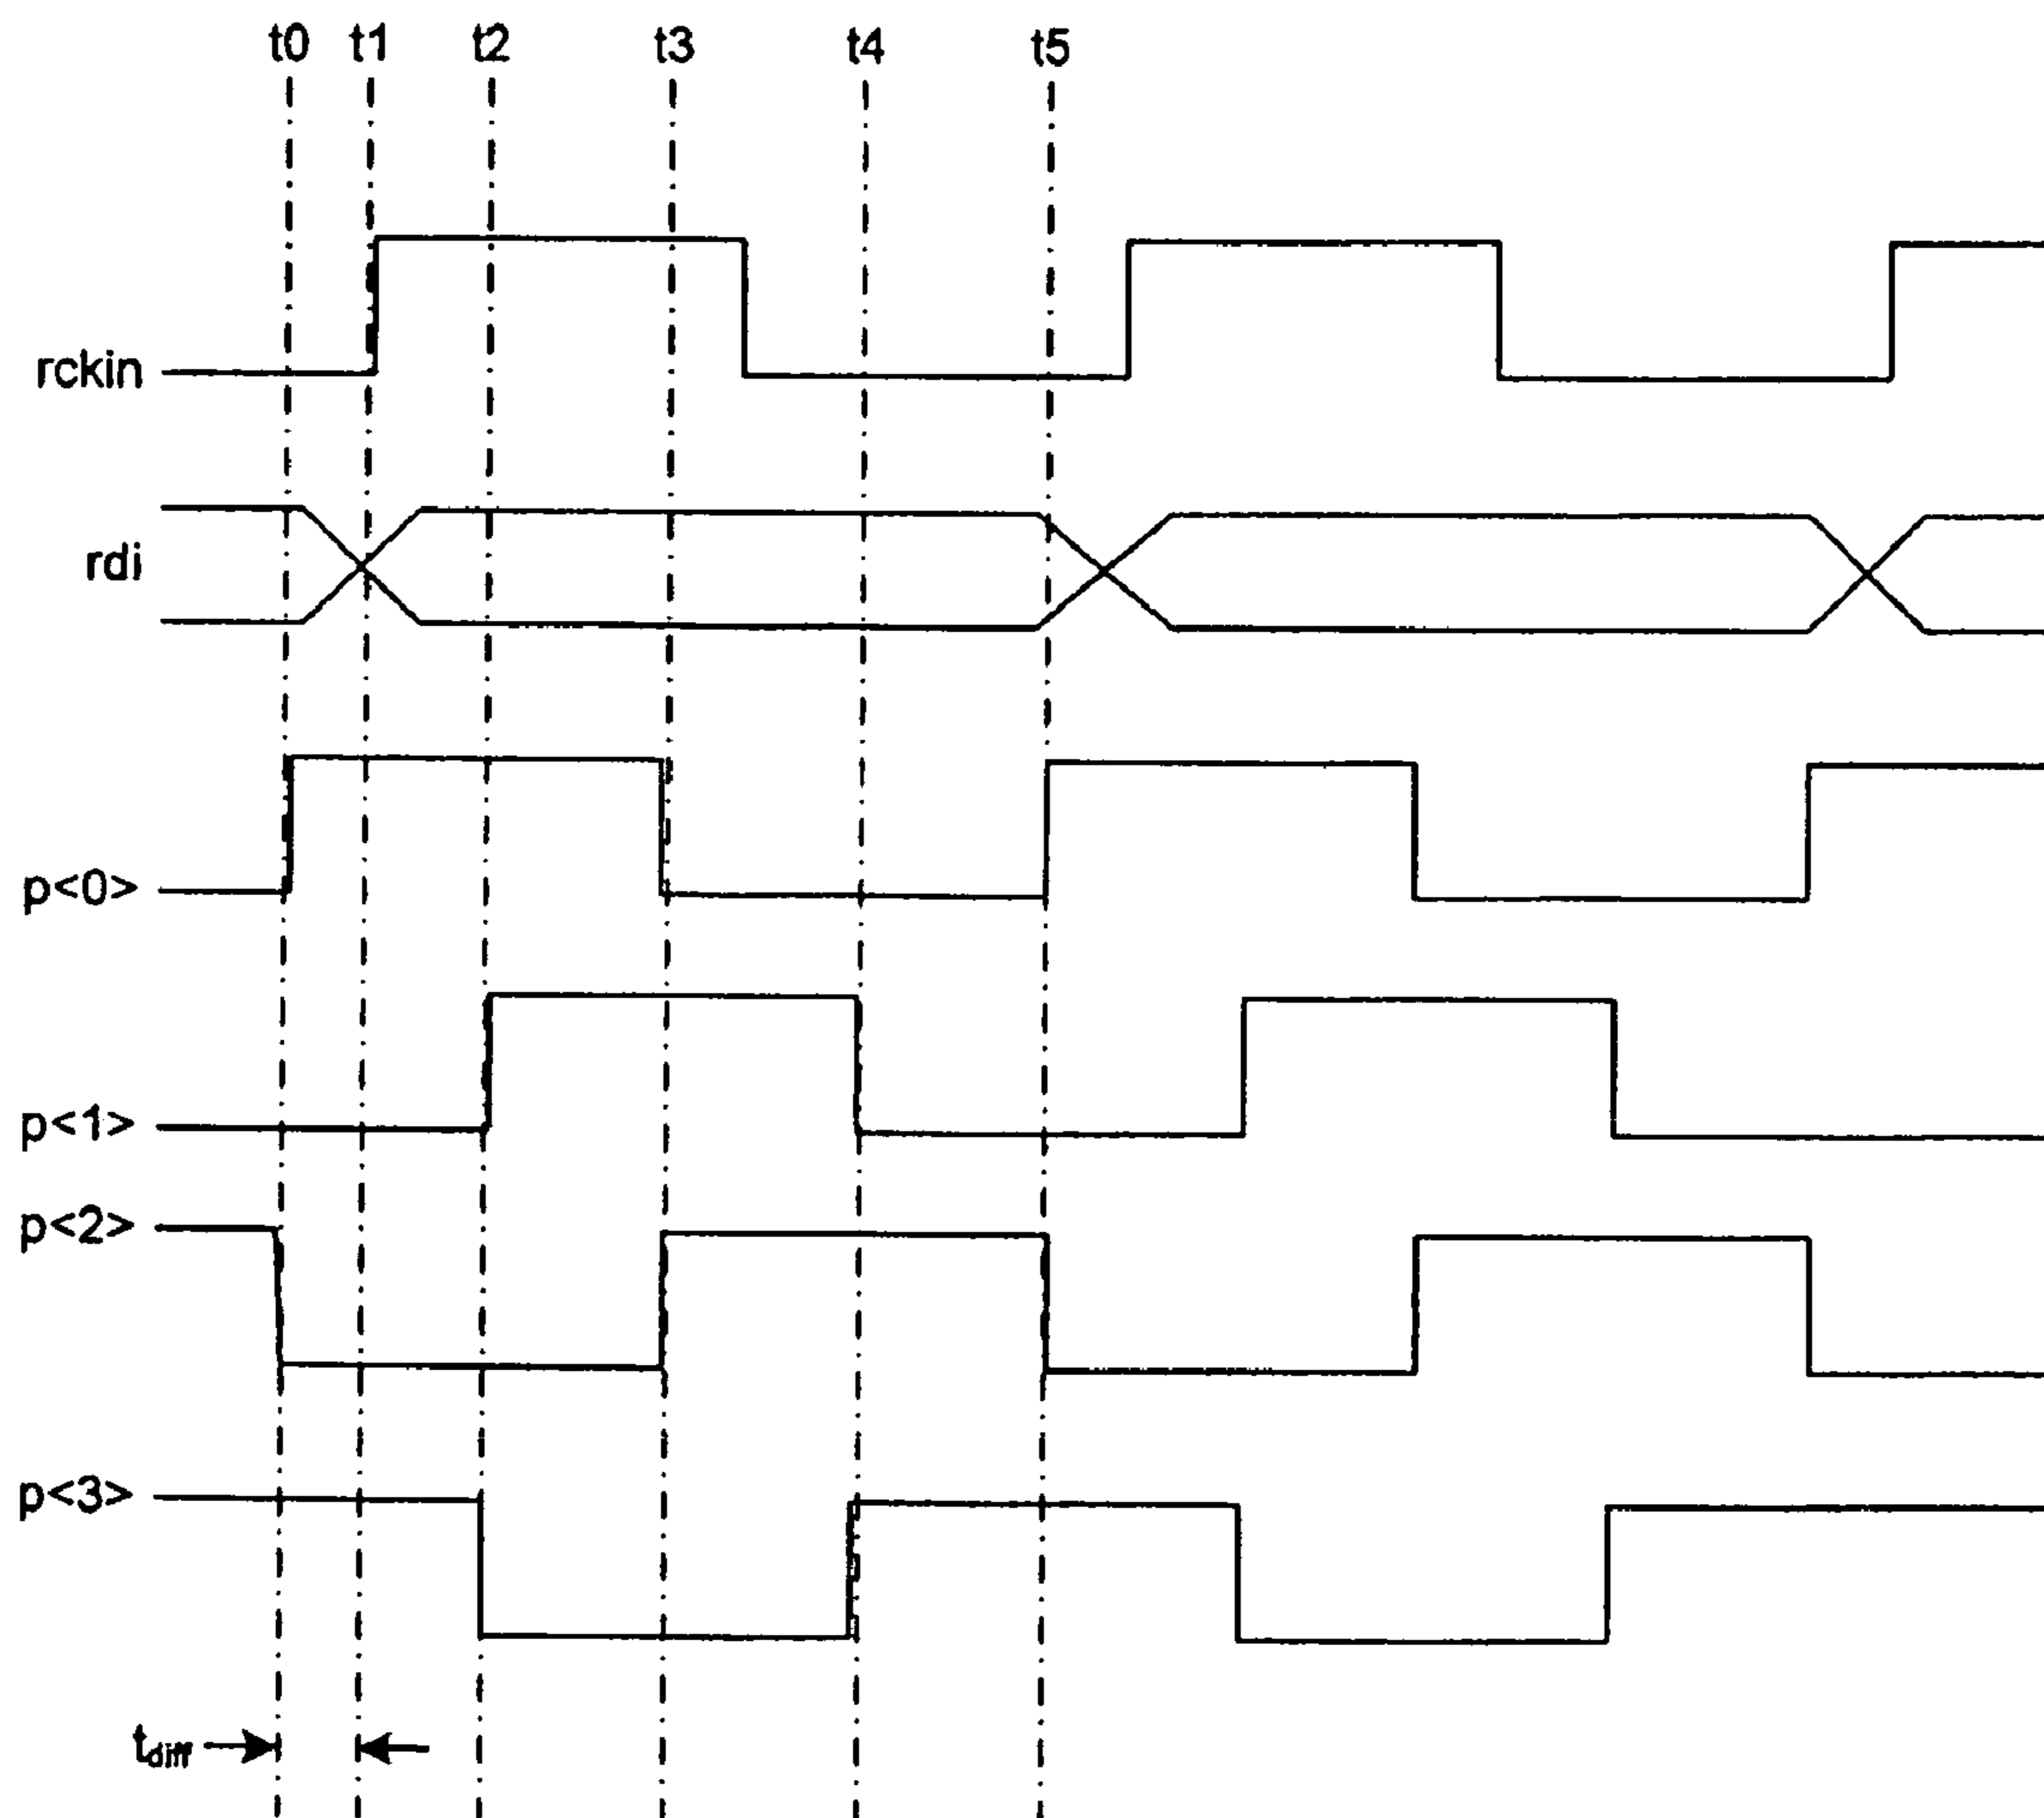 t0 t1 t2 t3 t4 t5
rckin
rdi
p<0>
p<1>
p<2>
p<3>
tdiff